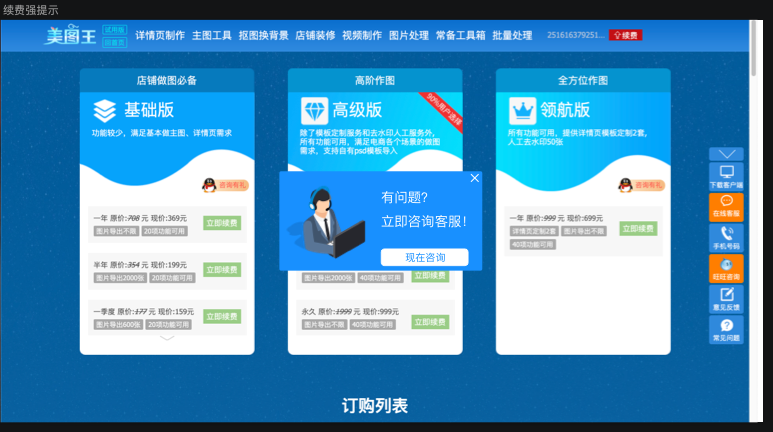 续费强提示
美图王
试用版
回首页
详情页制作 主图工具 抠图换背景 店铺装修 视频制作 图片处理 常备工具箱 批量处理
251616379251...
续费
店铺做图必备
基础版
功能较少，满足基本做主图、详情页需求
咨询有礼
一年 原价:708 元 现价:369元
图片导出不限 20项功能可用
立即续费
半年 原价:354 元 现价:199元
图片导出2000张 20项功能可用
立即续费
一季度 原价:177 元 现价:159元
图片导出600张 20项功能可用
立即续费
高阶作图
高级版
90%用户选择
除了模板定制服务和去水印人工服务外，
所有功能可用，满足电商各个场景的做图
需求，支持自有psd模板导入
图片导出2000张 40项功能可用
立即续费
永久 原价:1999 元 现价:999元
图片导出不限 40项功能可用
立即续费
全方位作图
领航版
所有功能可用，提供详情页模板定制2套，
人工去水印50张
咨询有礼
一年 原价:999 元 现价:699元
详情页定制2套 图片导出不限
40项功能可用
立即续费
有问题?
立即咨询客服!
现在咨询
下载客户端
在线客服
手机号码
旺旺咨询
意见反馈
常见问题
订购列表